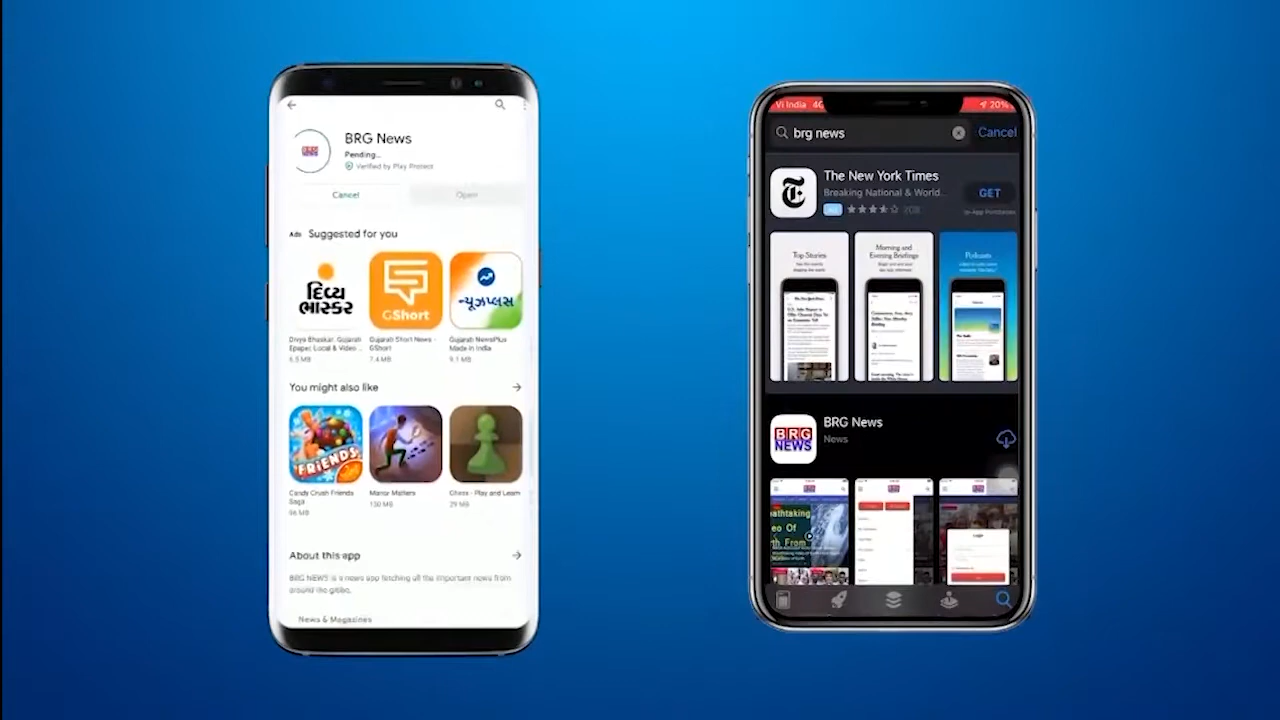 BRG News
Pending...
Verified by Play Protect
Cancel
Open
Ads Suggested for you
દિવ્ય
ભાસ્કર
GShort
ન્યૂઝપ્લસ
Divya Bhaskar: Gujarati
Epaper, Local & Video ...
6.5 MB
Gujarati Short News -
GShort
7.4 MB
Gujarati NewsPlus
Made in India
9.1 MB
You might also like
FRiENDS
Candy Crush Friends
Saga
96 MB
Manor Matters
130 MB
Chess - Play and Learn
29 MB
About this app
BRG NEWS is a news app fetching all the important news from
around the globe.
News & Magazines
Vi India 4G
20%
brg news
Cancel
The New York Times
Breaking National & World...
GET
Ad
In-App Purchases
Top Stories
Morning and
Evening Briefings
Podcasts
BRG
NEWS
BRG News
News
Login